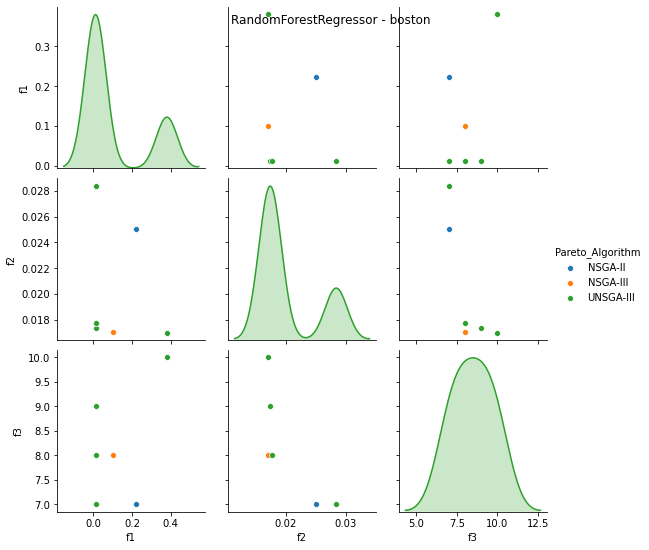 RandomForestRegressor - boston
0.3
0.2
0.1
0.0
f1
0.028
0.026
0.024
0.022
0.020
0.018
f2
Pareto_Algorithm
NSGA-II
NSGA-III
UNSGA-III
10.0
9.5
9.0
8.5
8.0
7.5
7.0
f3
0.0 0.2 0.4
f1
0.02 0.03
f2
5.0 7.5 10.0 12.5
f3